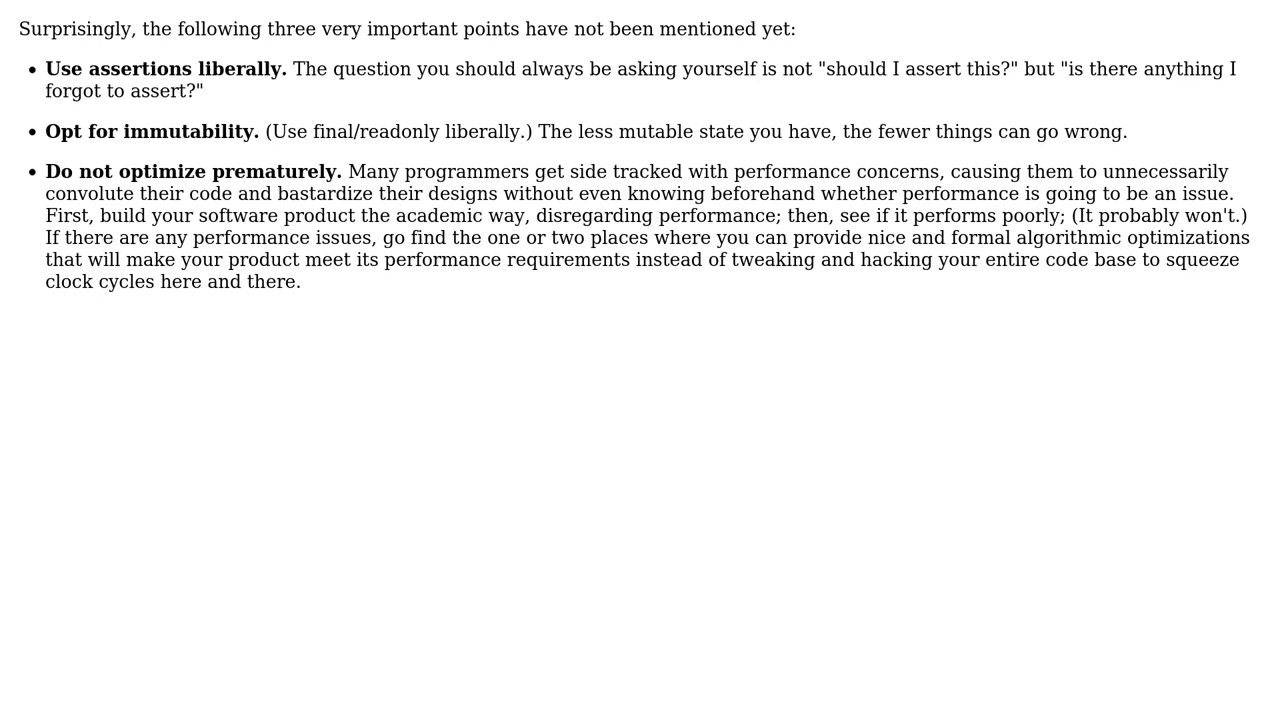 Surprisingly, the following three very important points have not been mentioned yet:
• Use assertions liberally. The question you should always be asking yourself is not "should I assert this?" but "is there anything I
forgot to assert?"
• Opt for immutability. (Use final/readonly liberally.) The less mutable state you have, the fewer things can go wrong.
• Do not optimize prematurely. Many programmers get side tracked with performance concerns, causing them to unnecessarily
convolute their code and bastardize their designs without even knowing beforehand whether performance is going to be an issue.
First, build your software product the academic way, disregarding performance; then, see if it performs poorly; (It probably won't.)
If there are any performance issues, go find the one or two places where you can provide nice and formal algorithmic optimizations
that will make your product meet its performance requirements instead of tweaking and hacking your entire code base to squeeze
clock cycles here and there.